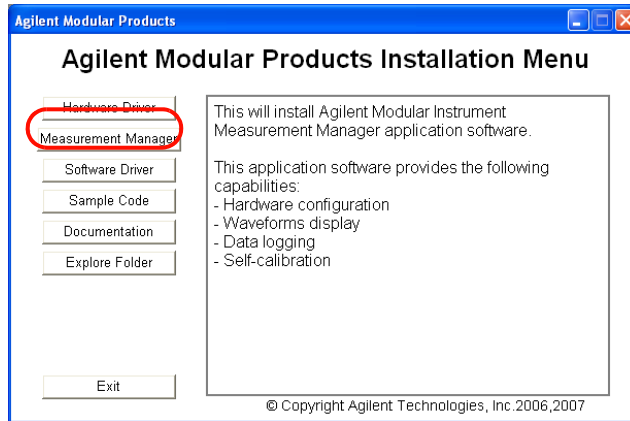 Agilent Modular Products
Agilent Modular Products Installation Menu
Hardware Driver
Measurement Manager
Software Driver
Sample Code
Documentation
Explore Folder
Exit
This will install Agilent Modular Instrument
Measurement Manager application software.
This application software provides the following
capabilities:
- Hardware configuration
- Waveforms display
- Data logging
- Self-calibration
© Copyright Agilent Technologies, Inc.2006,2007